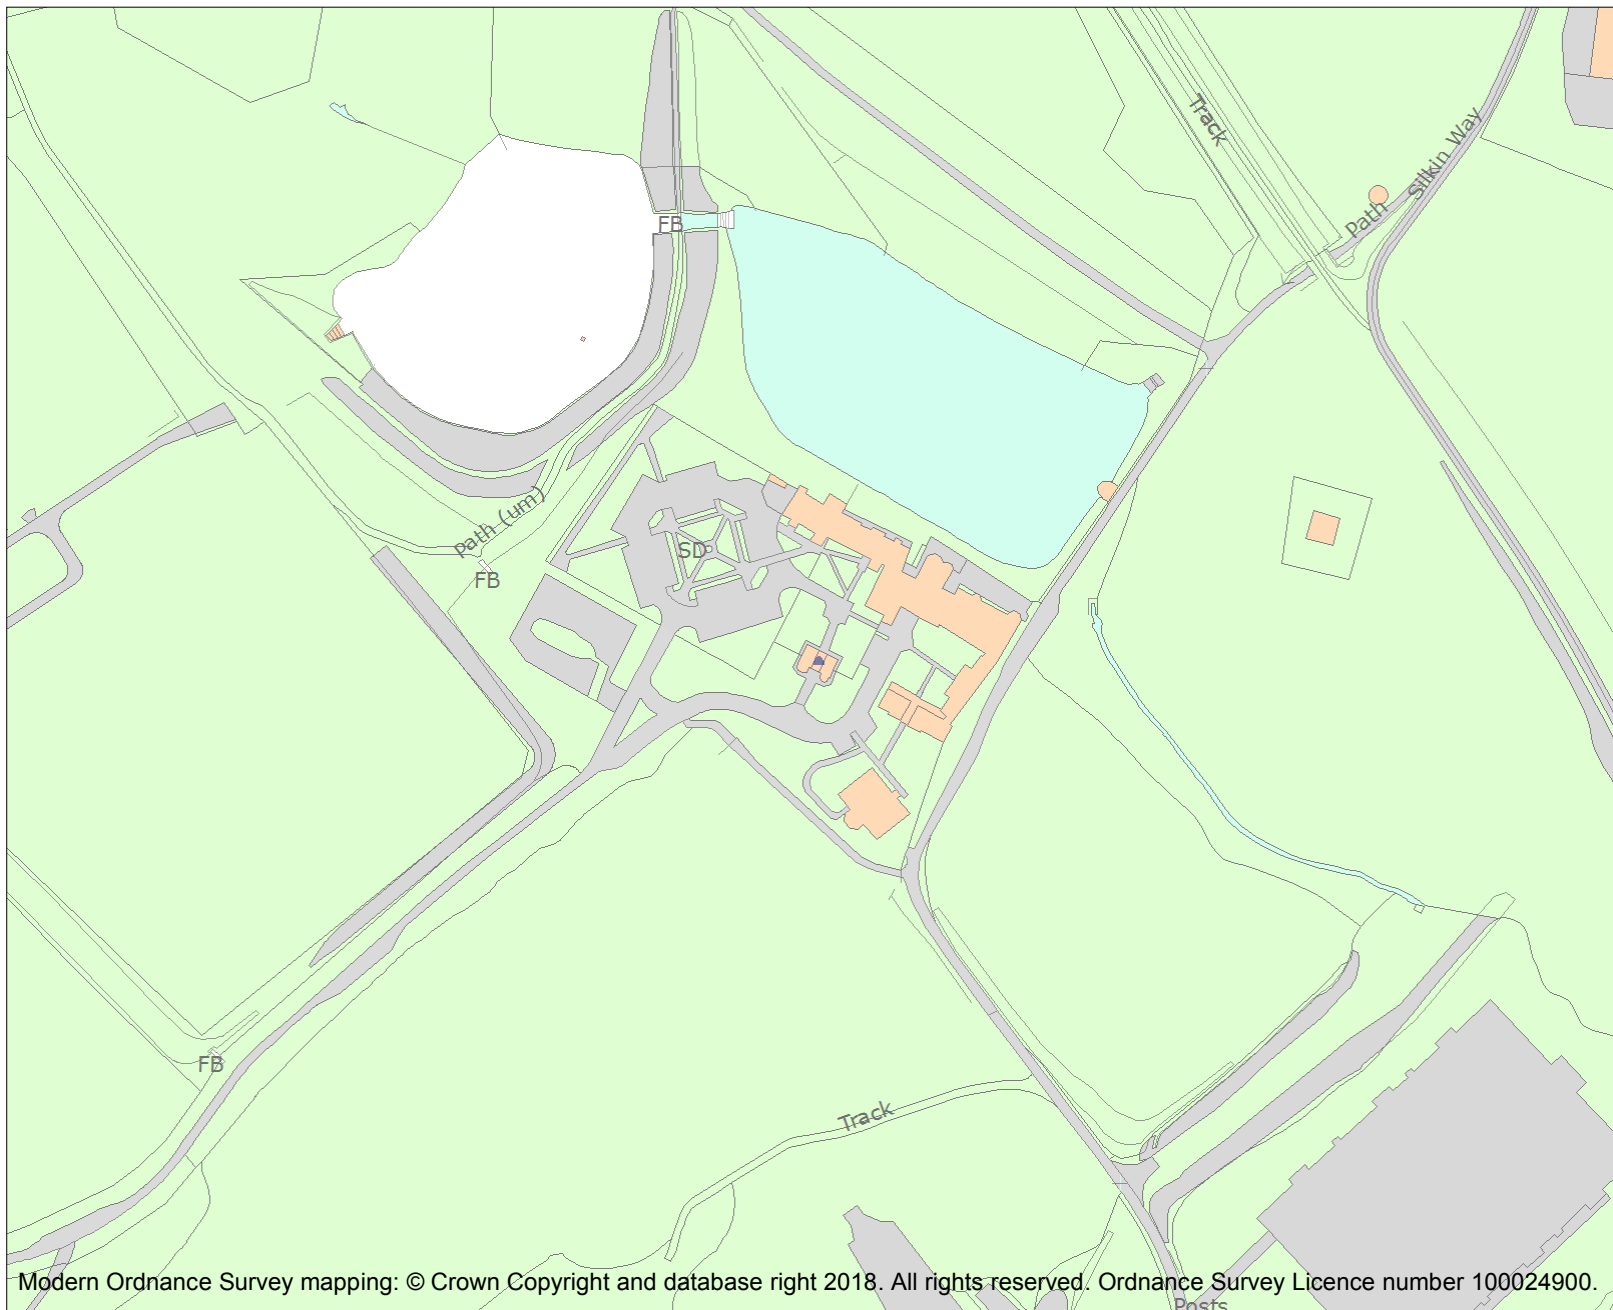 Track
Silkin Way
Path
FB
Path (um)
SD
FB
FB
Track
Modern Ordnance Survey mapping: © Crown Copyright and database right 2018. All rights reserved. Ordnance Survey Licence number 100024900.
Posts